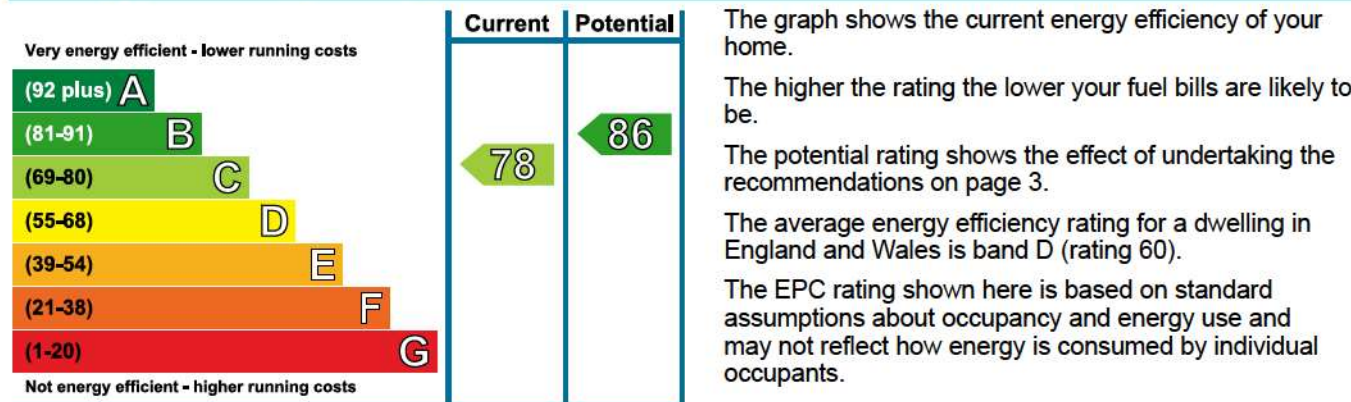 Current Potential
Very energy efficient - lower running costs
(92 plus) A
(81-91) B
(69-80) C
(55-68) D
(39-54) E
(21-38) F
(1-20) G
Not energy efficient - higher running costs
78
86
The graph shows the current energy efficiency of your
home.
The higher the rating the lower your fuel bills are likely to
be.
The potential rating shows the effect of undertaking the
recommendations on page 3.
The average energy efficiency rating for a dwelling in
England and Wales is band D (rating 60).
The EPC rating shown here is based on standard
assumptions about occupancy and energy use and
may not reflect how energy is consumed by individual
occupants.